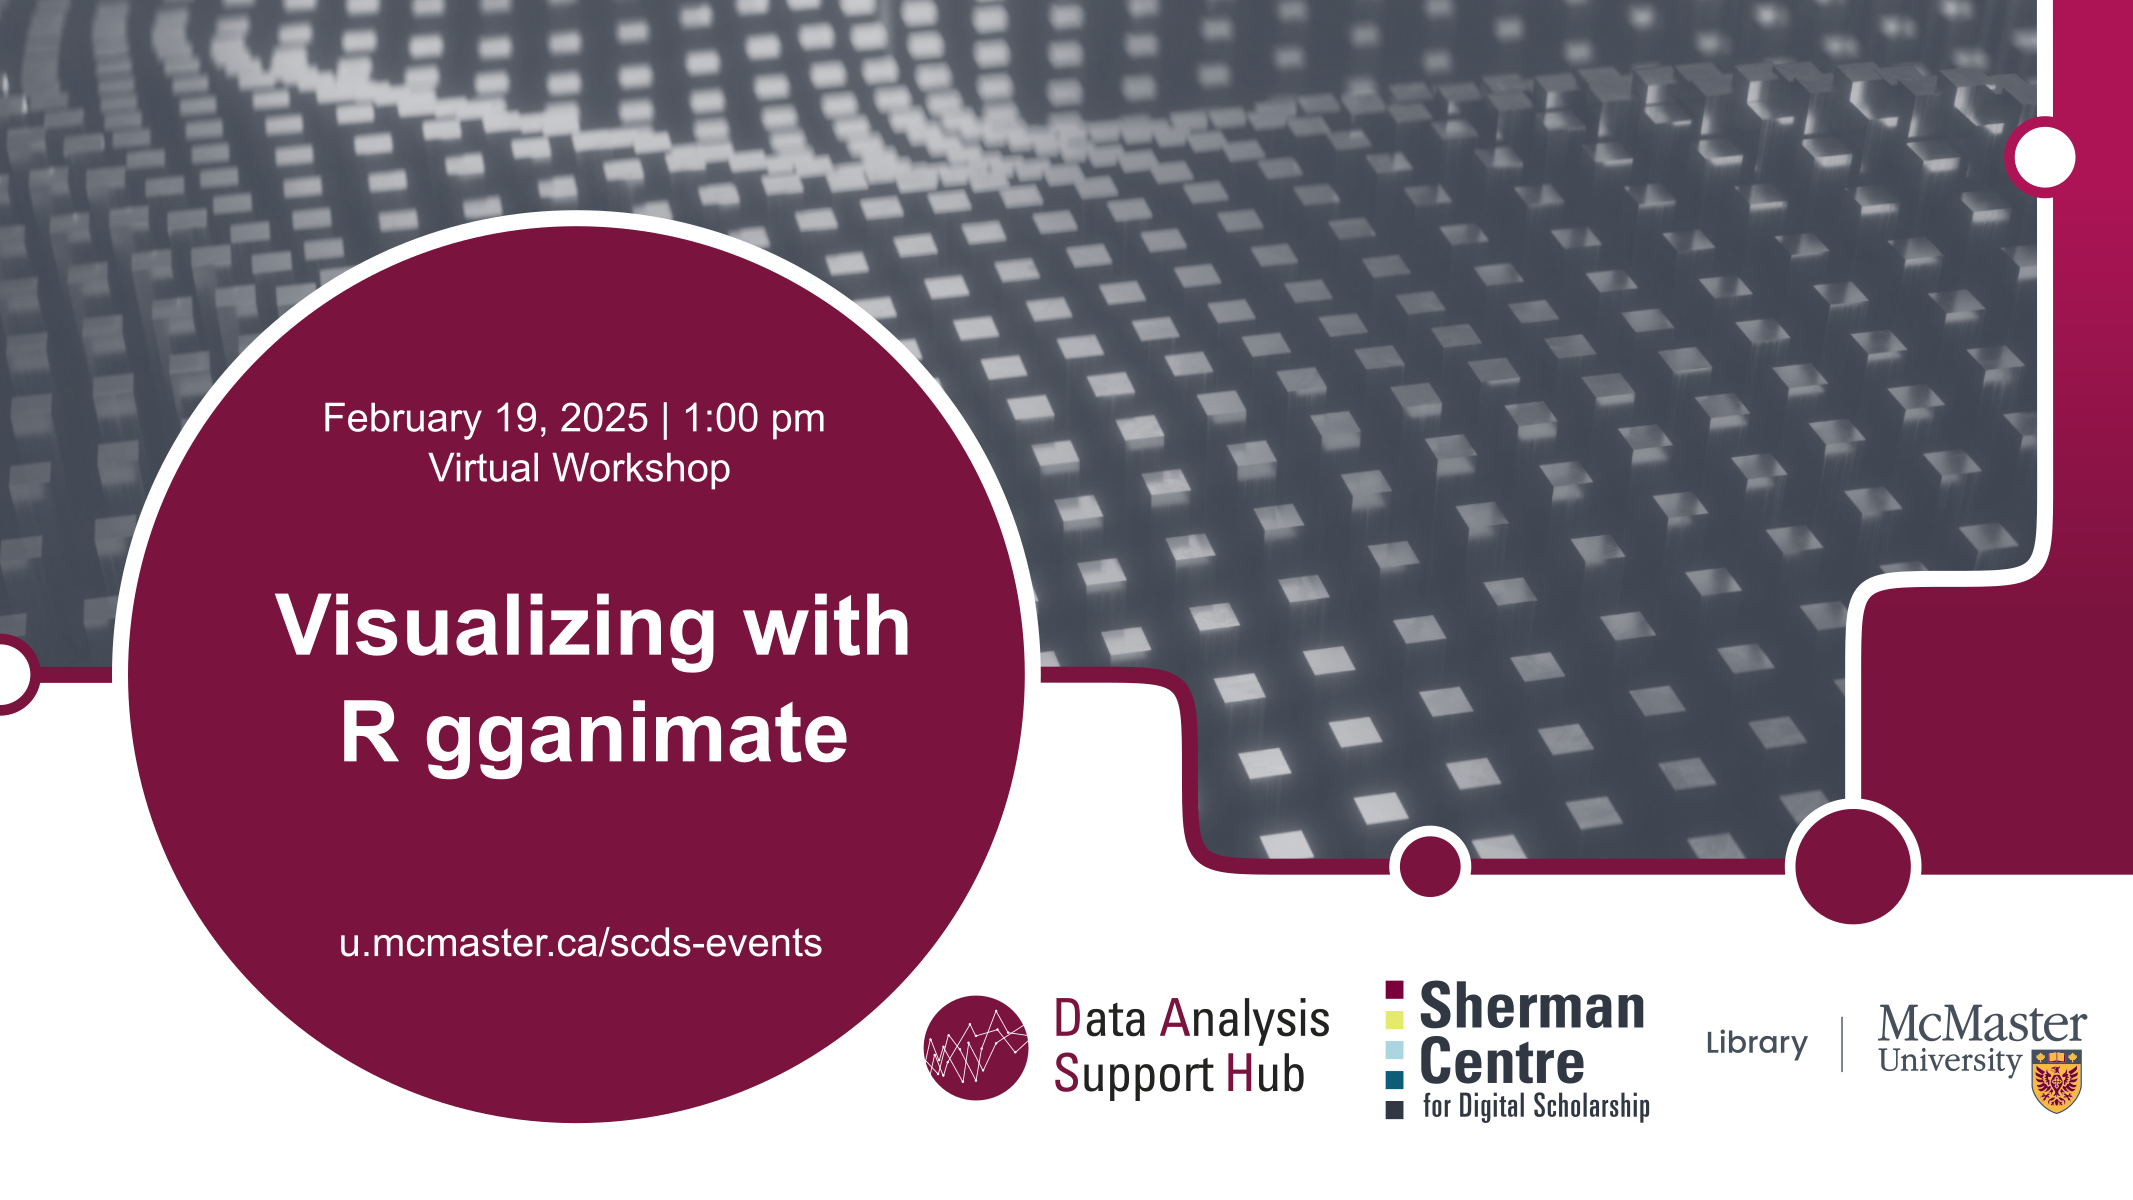 February 19, 2025 | 1:00 pm
Virtual Workshop
Visualizing with
R gganimate
u.mcmaster.ca/scds-events
Data Analysis
Support Hub
Sherman
Centre
for Digital Scholarship
Library
McMaster
University